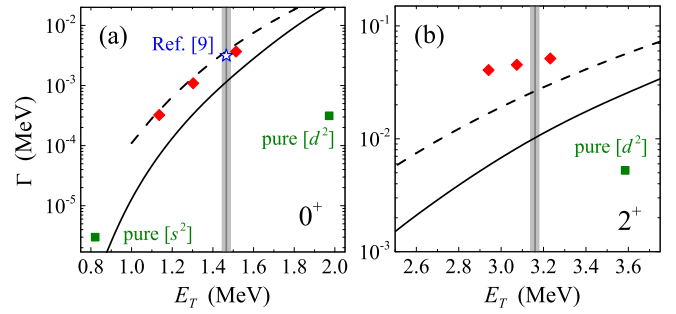 (a)
Ref. [9]
pure [d²]
pure [s²]
0⁺
10⁻²
10⁻³
10⁻⁴
10⁻⁵
Γ (MeV)
0.8 1.0 1.2 1.4 1.6 1.8 2.0
E_T (MeV)
(b)
pure [d²]
2⁺
10⁻¹
10⁻²
10⁻³
2.6 2.8 3.0 3.2 3.4 3.6
E_T (MeV)